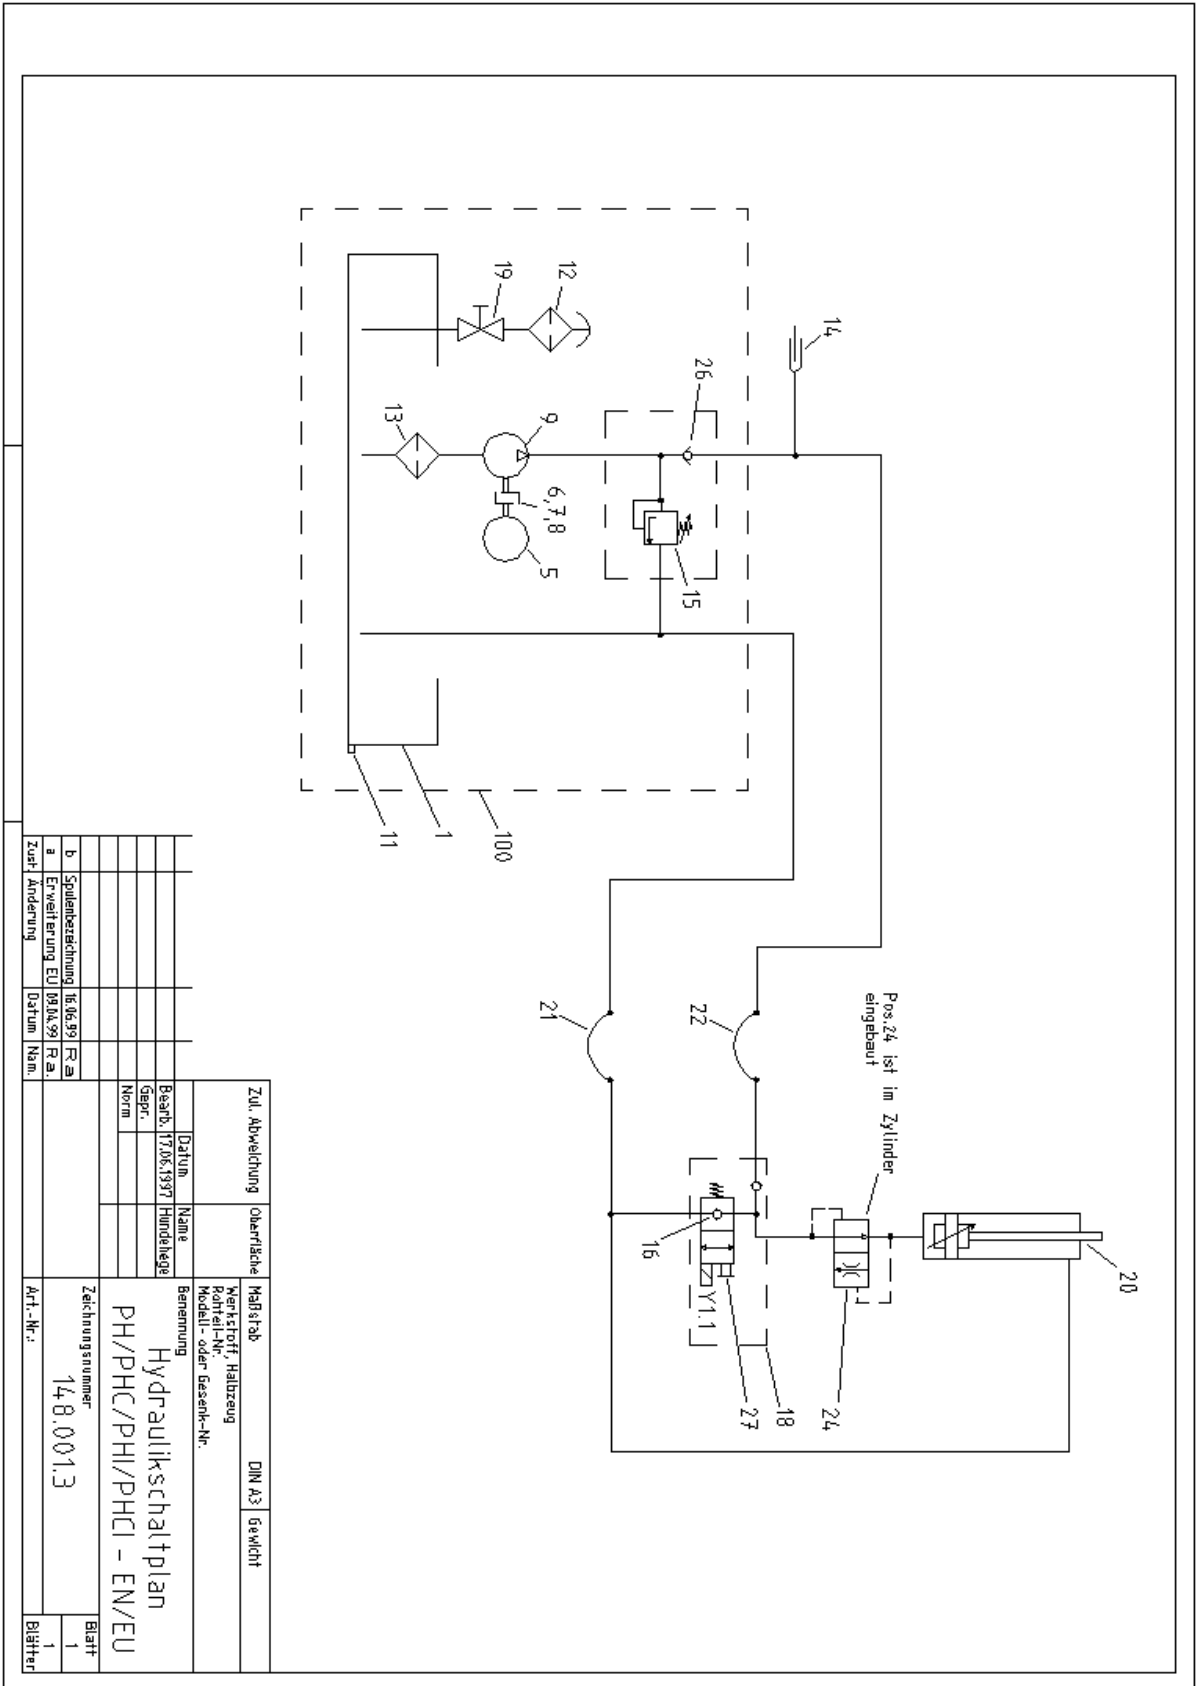 20
Pos.24 ist im Zylinder
eingebaut
14
24
18
22
27
26
16
Y1.1
15
21
12
19
9
6,7,8
5
13
100
1
11
Zul. Abweichung
Oberfläche
Maßstab
DIN A3
Gewicht
Werkstoff, Halbzeug
Rohteil-Nr.
Modell- oder Gesenk-Nr.
Datum
Name
Bearb.
17.06.1997
Hundehege
Gepr.
Norm
Benennung
Hydraulikschaltplan
PH/PHC/PHI/PHCI - EN/EU
b
Spulenbezeichnung
16.06.99
Ra
a
Erweiterung EU
09.04.99
Ra.
Zust.
Änderung
Datum
Nam.
Zeichnungsnummer
148.001.3
Art.-Nr.:
Blatt
1
1
Blätter